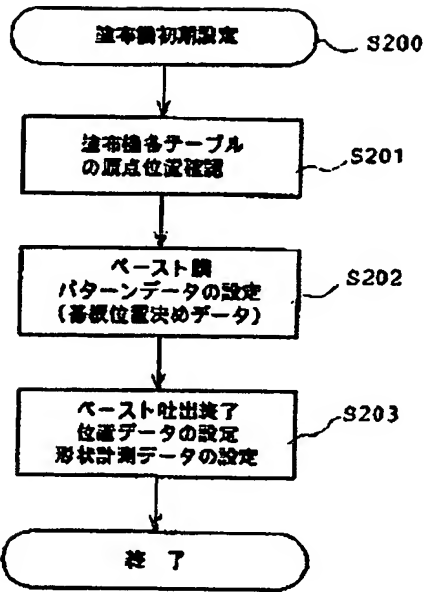 塗布機初期設定
S200
塗布機各テーブル
の原点位置確認
S201
ペースト膜
パターンデータの設定
(基板位置決めデータ)
S202
ペースト吐出終了
位置データの設定
形状計測データの設定
S203
終 了